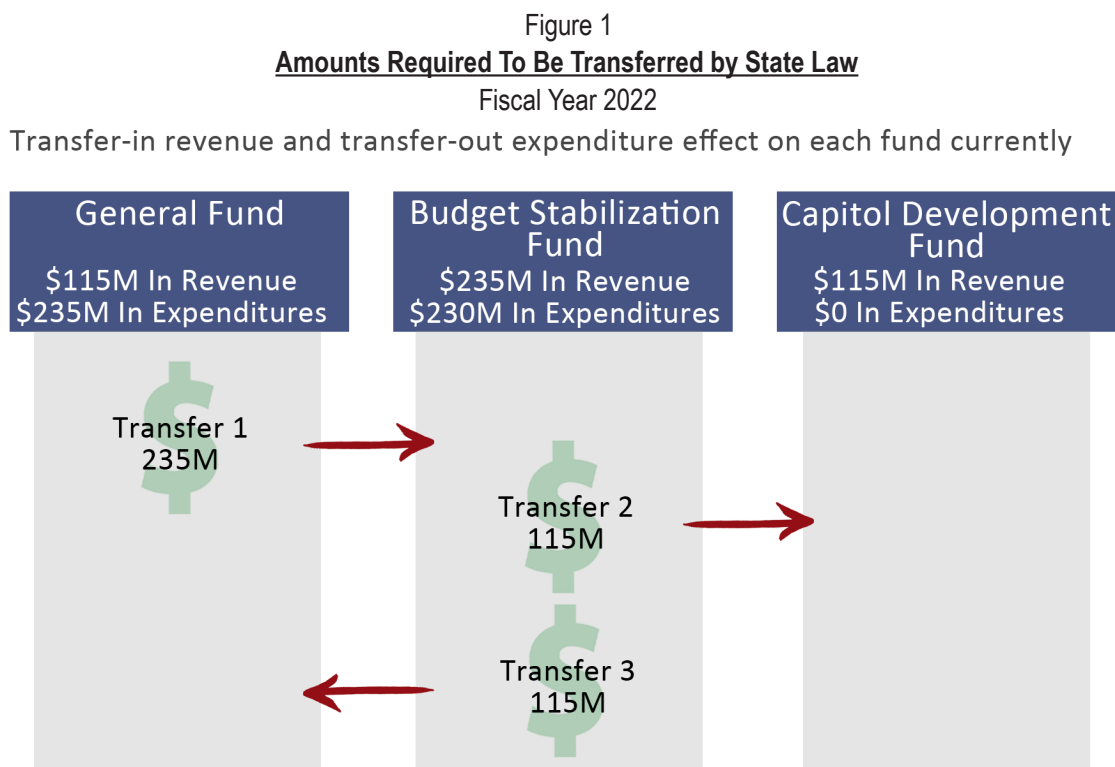 Figure 1
Amounts Required To Be Transferred by State Law
Fiscal Year 2022
Transfer-in revenue and transfer-out expenditure effect on each fund currently
General Fund
$115M In Revenue
$235M In Expenditures
Budget Stabilization
Fund
$235M In Revenue
$230M In Expenditures
Capitol Development
Fund
$115M In Revenue
$0 In Expenditures
Transfer 1
235M
Transfer 2
115M
Transfer 3
115M